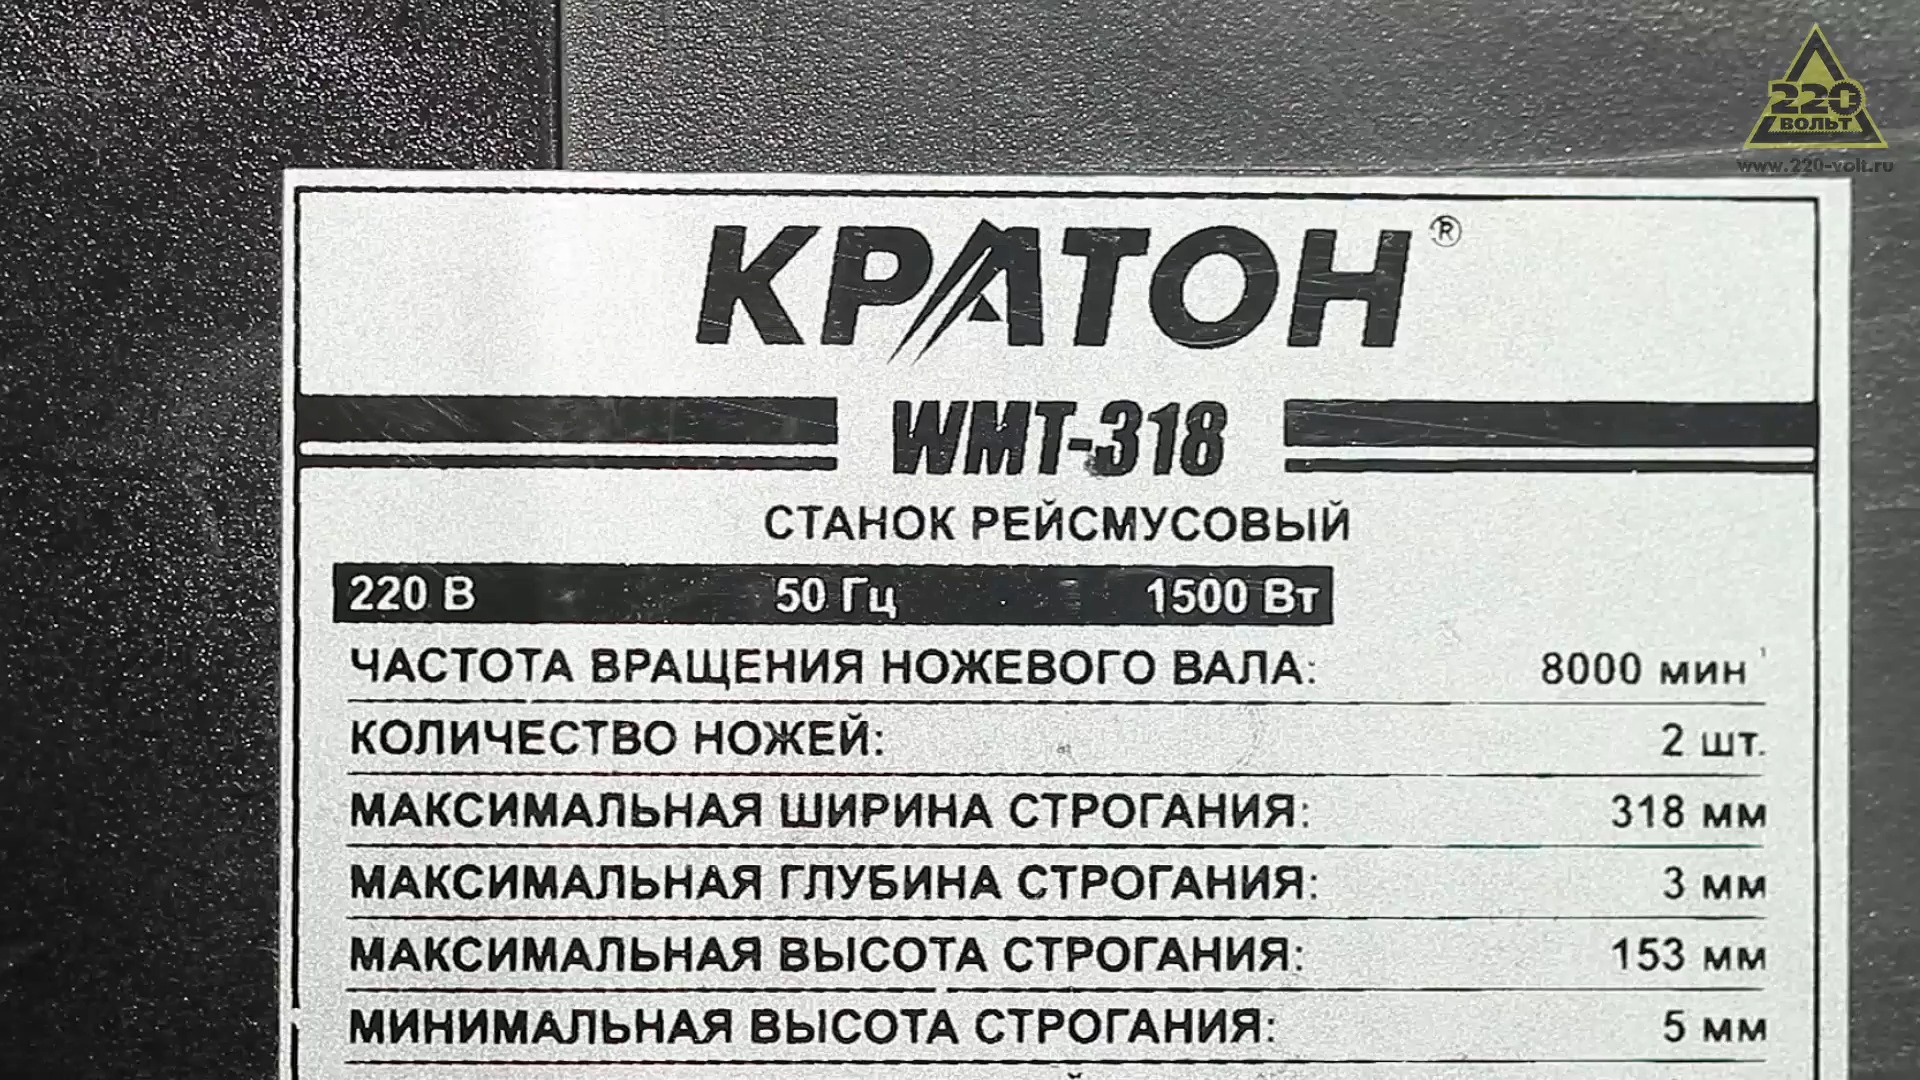 220
ВОЛЬТ
www.220-volt.ru
КРАТОН ®
WMT-318
СТАНОК РЕЙСМУСОВЫЙ
220 В 50 Гц 1500 Вт
ЧАСТОТА ВРАЩЕНИЯ НОЖЕВОГО ВАЛА: 8000 мин
КОЛИЧЕСТВО НОЖЕЙ: 2 шт.
МАКСИМАЛЬНАЯ ШИРИНА СТРОГАНИЯ: 318 мм
МАКСИМАЛЬНАЯ ГЛУБИНА СТРОГАНИЯ: 3 мм
МАКСИМАЛЬНАЯ ВЫСОТА СТРОГАНИЯ: 153 мм
МИНИМАЛЬНАЯ ВЫСОТА СТРОГАНИЯ: 5 мм